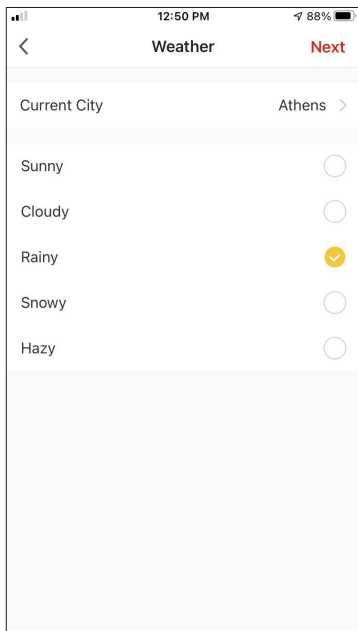 12:50 PM 88%
Weather Next
Current City Athens
Sunny
Cloudy
Rainy
Snowy
Hazy